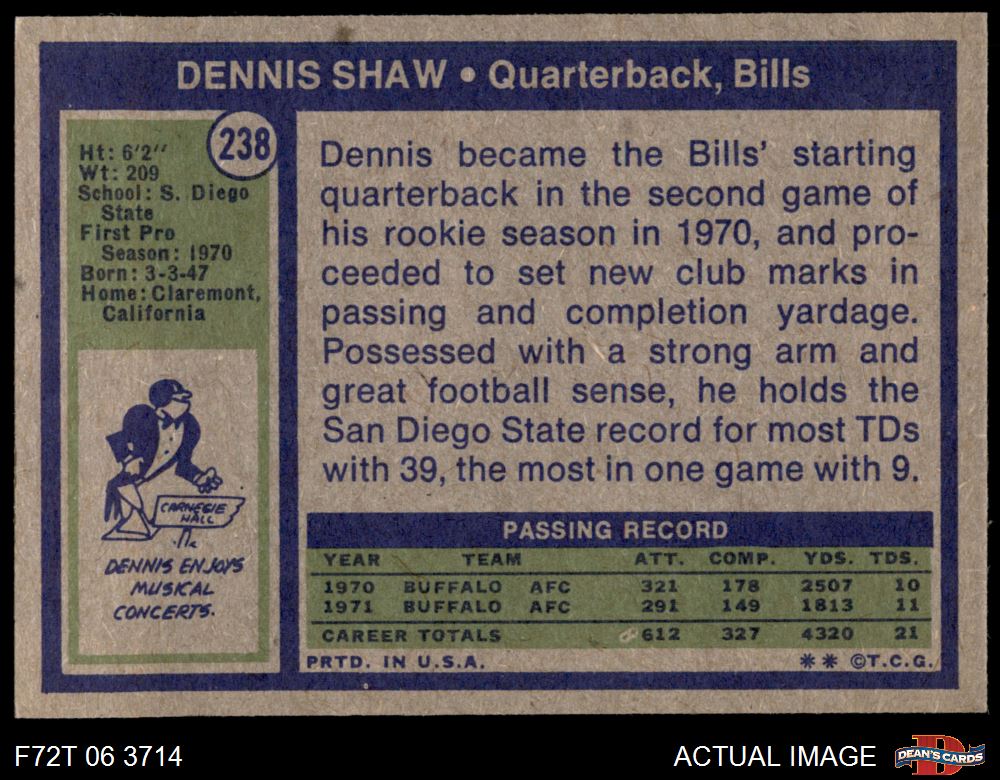 DENNIS SHAW • Quarterback, Bills
238
Ht: 6'2"
Wt: 209
School: S. Diego
State
First Pro
Season: 1970
Born: 3-3-47
Home: Claremont,
California
CARNEGIE
HALL
DENNIS ENJOYS
MUSICAL
CONCERTS.
Dennis became the Bills' starting
quarterback in the second game of
his rookie season in 1970, and pro-
ceeded to set new club marks in
passing and completion yardage.
Possessed with a strong arm and
great football sense, he holds the
San Diego State record for most TDs
with 39, the most in one game with 9.
PASSING RECORD
YEAR TEAM ATT. COMP. YDS. TDS.
1970 BUFFALO AFC 321 178 2507 10
1971 BUFFALO AFC 291 149 1813 11
CAREER TOTALS 612 327 4320 21
PRTD. IN U.S.A. ** ©T.C.G.
F72T 06 3714
ACTUAL IMAGE
DEAN'S CARDS